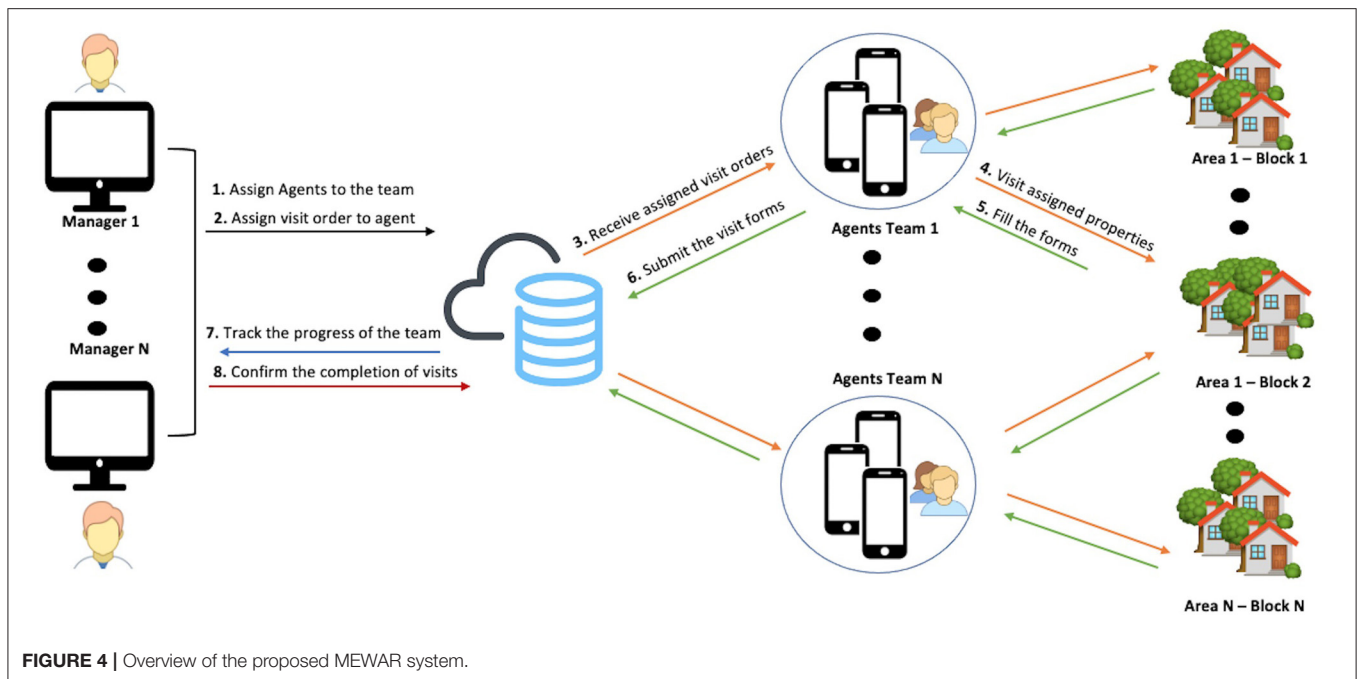 Manager 1
Manager N
1. Assign Agents to the team
2. Assign visit order to agent
7. Track the progress of the team
8. Confirm the completion of visits
3. Receive assigned visit orders
6. Submit the visit forms
Agents Team 1
Agents Team N
4. Visit assigned properties
5. Fill the forms
Area 1 – Block 1
Area 1 – Block 2
Area N – Block N
FIGURE 4 | Overview of the proposed MEWAR system.